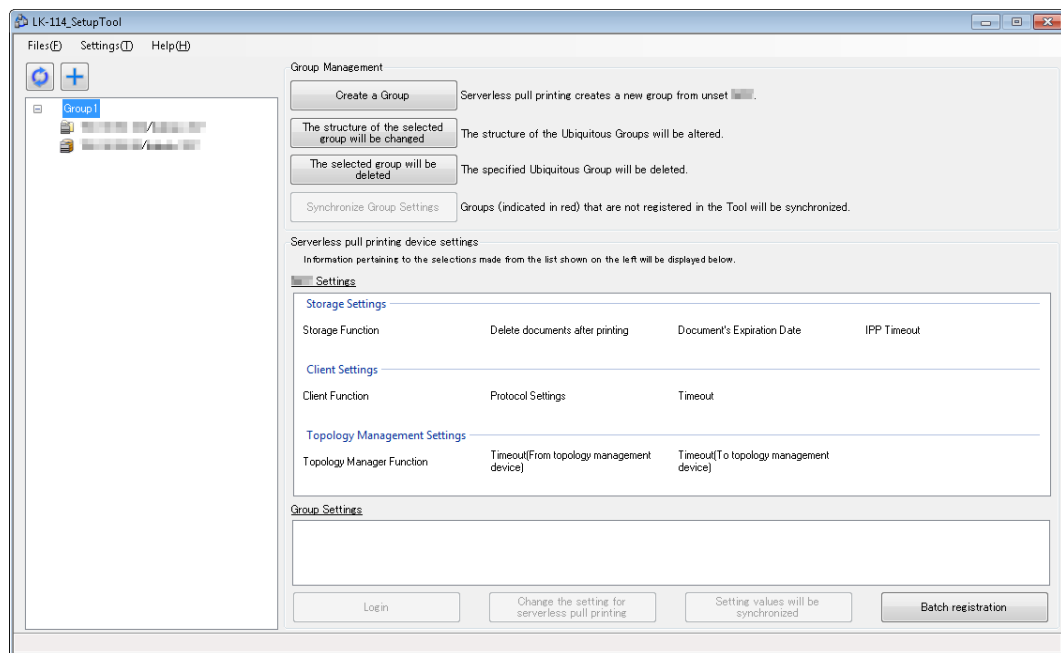 LK-114_SetupTool
Files(F) Settings(T) Help(H)
Group1
/
/
Group Management
Create a Group
Serverless pull printing creates a new group from unset .
The structure of the selected
group will be changed
The structure of the Ubiquitous Groups will be altered.
The selected group will be
deleted
The specified Ubiquitous Group will be deleted.
Synchronize Group Settings
Groups (indicated in red) that are not registered in the Tool will be synchronized.
Serverless pull printing device settings
Information pertaining to the selections made from the list shown on the left will be displayed below.
Settings
Storage Settings
Storage Function Delete documents after printing Document's Expiration Date IPP Timeout
Client Settings
Client Function Protocol Settings Timeout
Topology Management Settings
Topology Manager Function
Timeout(From topology management
device)
Timeout(To topology management
device)
Group Settings
Login
Change the setting for
serverless pull printing
Setting values will be
synchronized
Batch registration